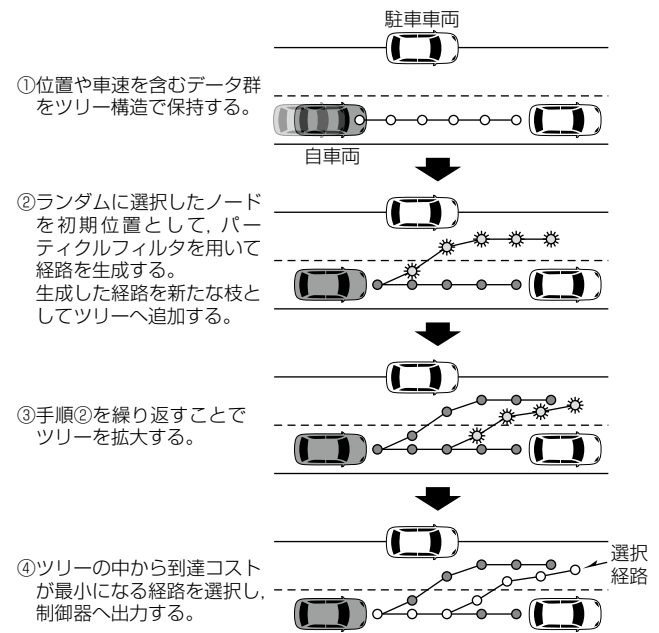 駐車車両
①位置や車速を含むデータ群
をツリー構造で保持する。
自車両
②ランダムに選択したノード
を初期位置として，パー
ティクルフィルタを用いて
経路を生成する。
生成した経路を新たな枝と
してツリーへ追加する。
③手順②を繰り返すことで
ツリーを拡大する。
④ツリーの中から到達コスト
が最小になる経路を選択し，
制御器へ出力する。
選択
経路